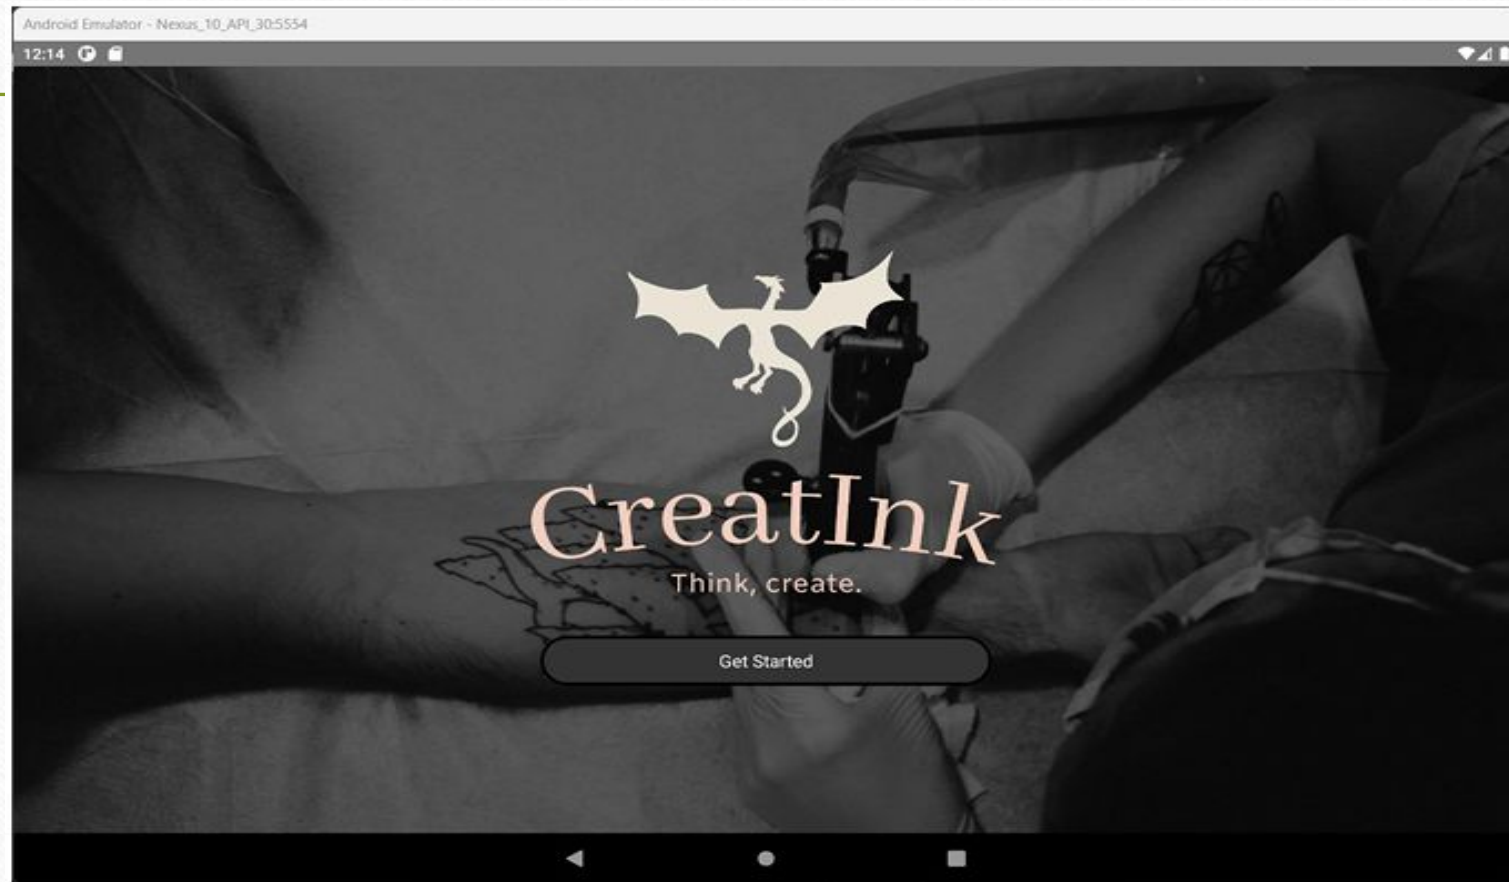 Android Emulator - Nexus_10_API_30:5554
12:14
CreatInk
Think, create.
Get Started